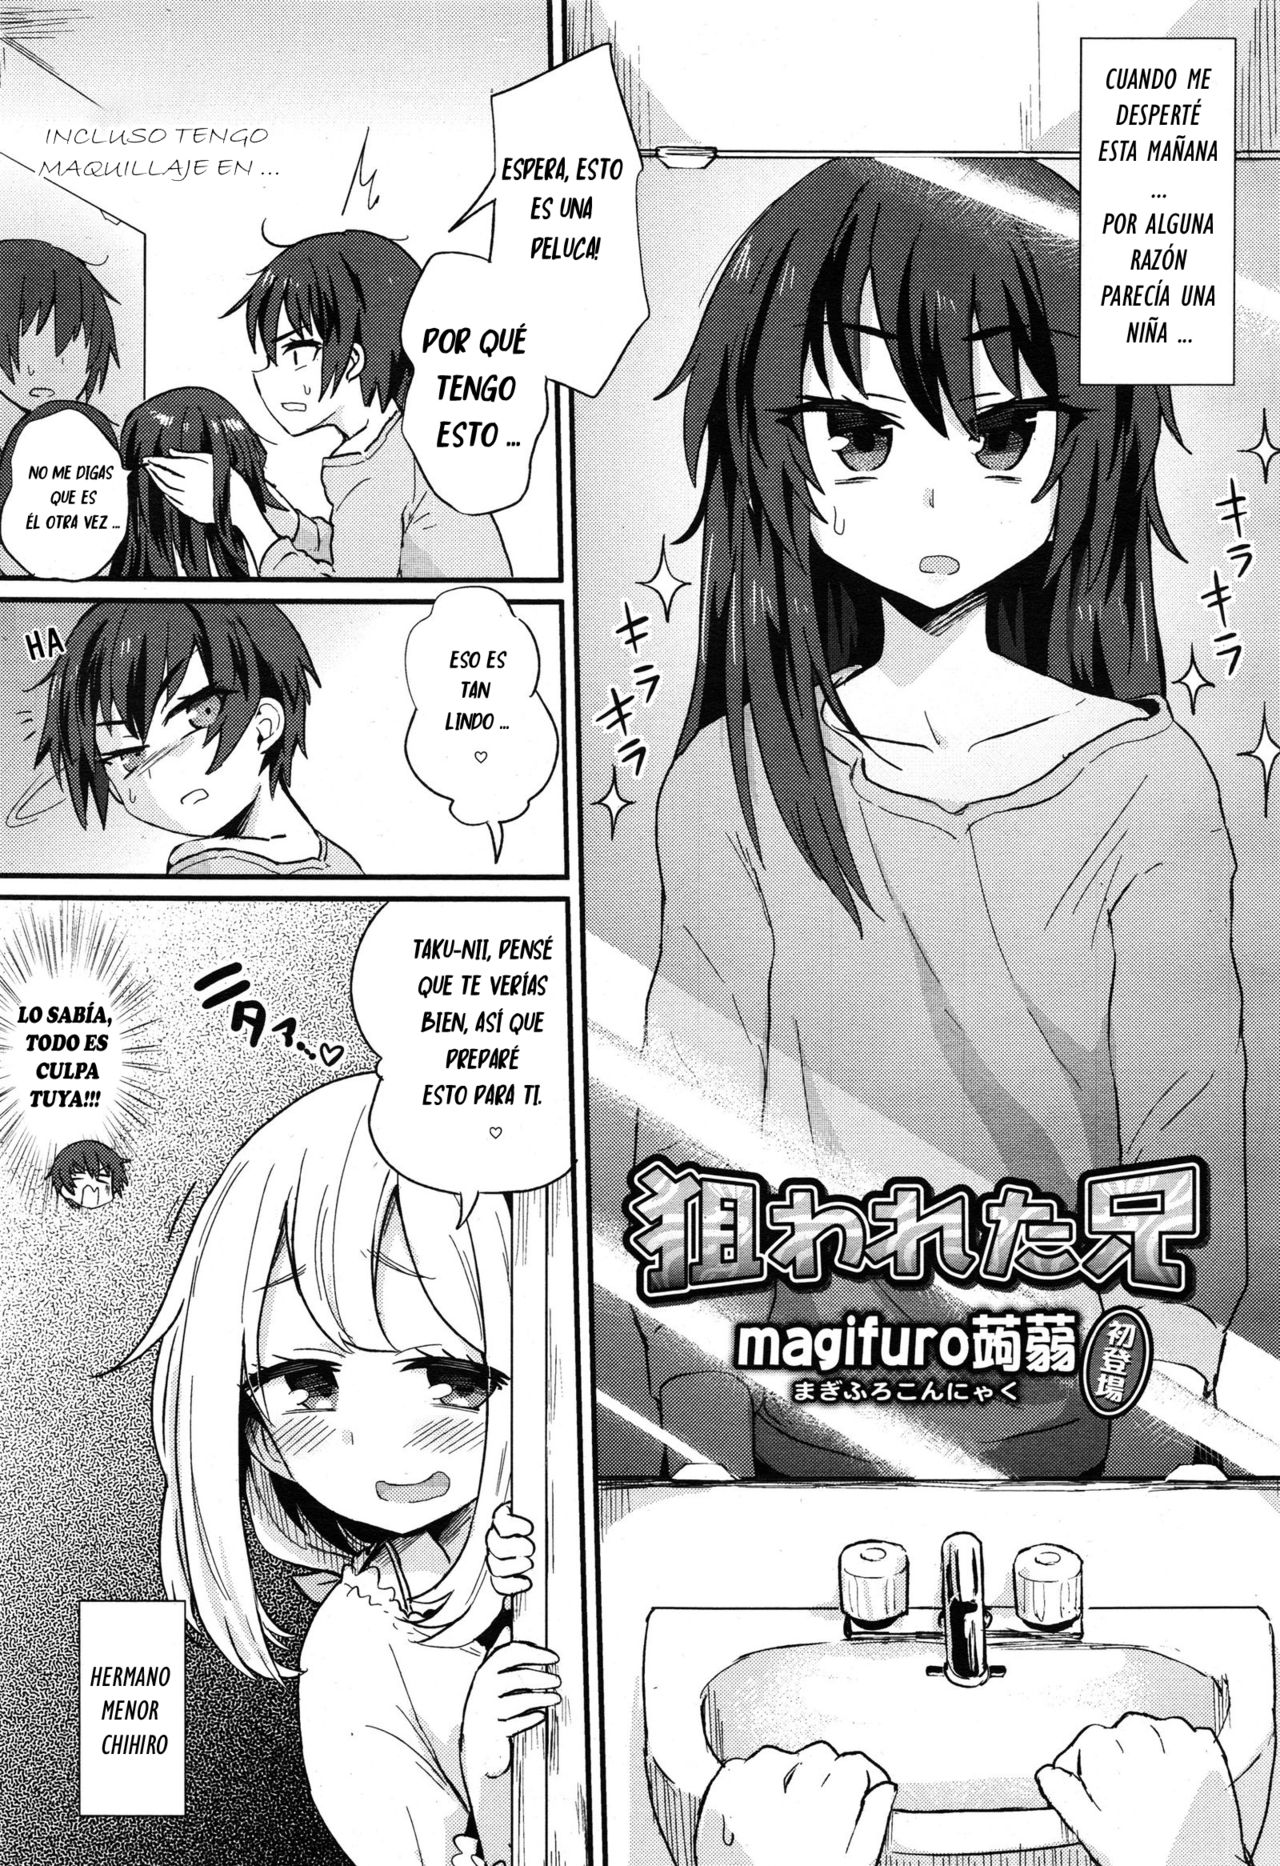 CUANDO ME
DESPERTÉ
ESTA MAÑANA
...
POR ALGUNA
RAZÓN
PARECÍA UNA
NIÑA ...
キラ
キラ
キラ
キラ
狙われた兄
magifuro蒟蒻
まぎふろこんにゃく
初登場
ESPERA, ESTO
ES UNA
PELUCA!
POR QUÉ
TENGO
ESTO ...
INCLUSO TENGO
MAQUILLAJE EN ...
NO ME DIGAS
QUE ES
ÉL OTRA VEZ ...
ESO ES
TAN
LINDO ...
♡
HA
TAKU-NII, PENSÉ
QUE TE VERÍAS
BIEN, ASÍ QUE
PREPARÉ
ESTO PARA TI.
♡
ニタァ...♡
LO SABÍA,
TODO ES
CULPA
TUYA!!!
HERMANO
MENOR
CHIHIRO